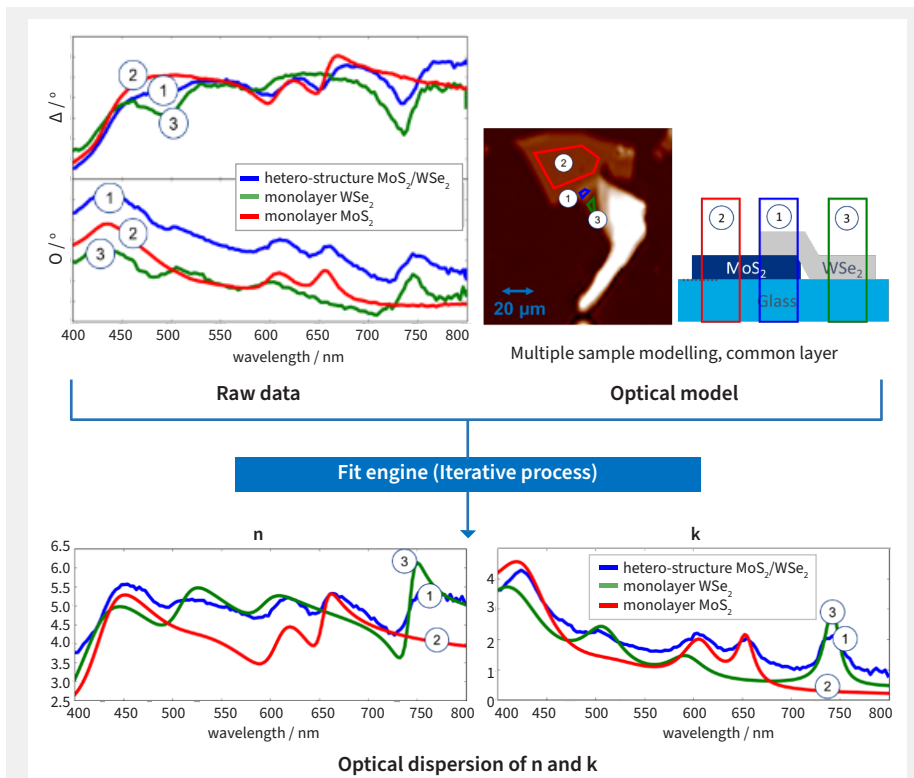 Δ / °
2
1
3
hetero-structure MoS₂/WSe₂
monolayer WSe₂
monolayer MoS₂
O / °
1
2
3
400 450 500 550 600 650 700 750 800
wavelength / nm
2
1
3
20 μm
2 1 3
MoS₂ WSe₂
Glass
Multiple sample modelling, common layer
Raw data
Optical model
Fit engine (Iterative process)
n
6.5
6.0
5.5
5.0
4.5
4.0
3.5
3.0
2.5
3
1
2
400 450 500 550 600 650 700 750 800
wavelength / nm
k
4
3
2
1
0
hetero-structure MoS₂/WSe₂
monolayer WSe₂
monolayer MoS₂
3
1
2
400 450 500 550 600 650 700 750 800
wavelength / nm
Optical dispersion of n and k